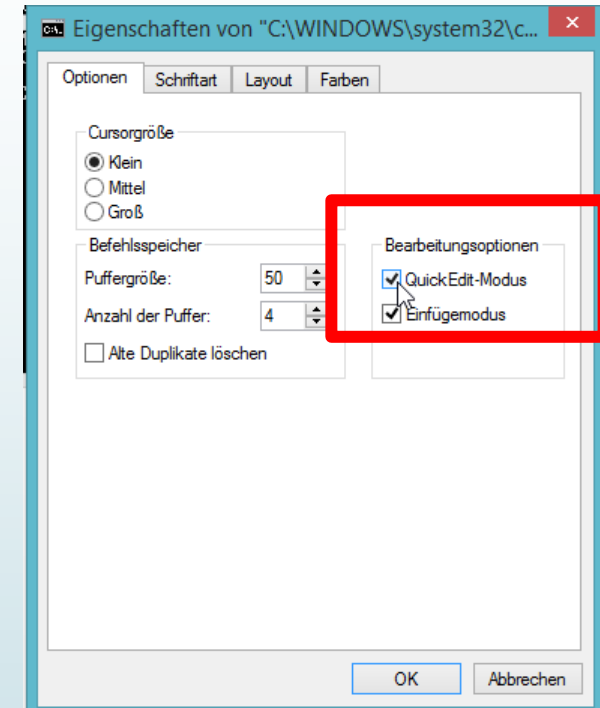 Eigenschaften von "C:\WINDOWS\system32\c...
Optionen Schriftart Layout Farben
Cursorgröße
Klein
Mittel
Groß
Befehlsspeicher
Puffergröße: 50
Anzahl der Puffer: 4
Alte Duplikate löschen
Bearbeitungsoptionen
QuickEdit-Modus
Einfügemodus
OK Abbrechen